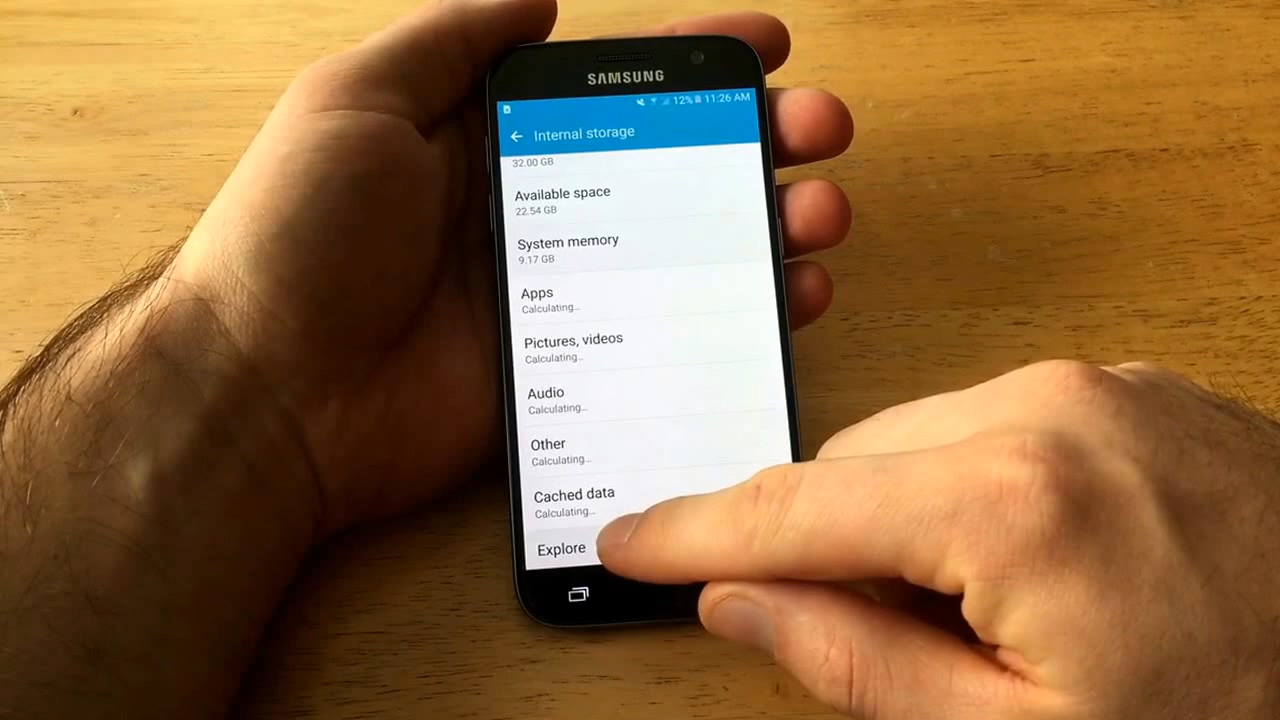 SAMSUNG
12% 11:26 AM
Internal storage
32.00 GB
Available space
22.54 GB
System memory
9.17 GB
Apps
Calculating...
Pictures, videos
Calculating...
Audio
Calculating...
Other
Calculating...
Cached data
Calculating...
Explore